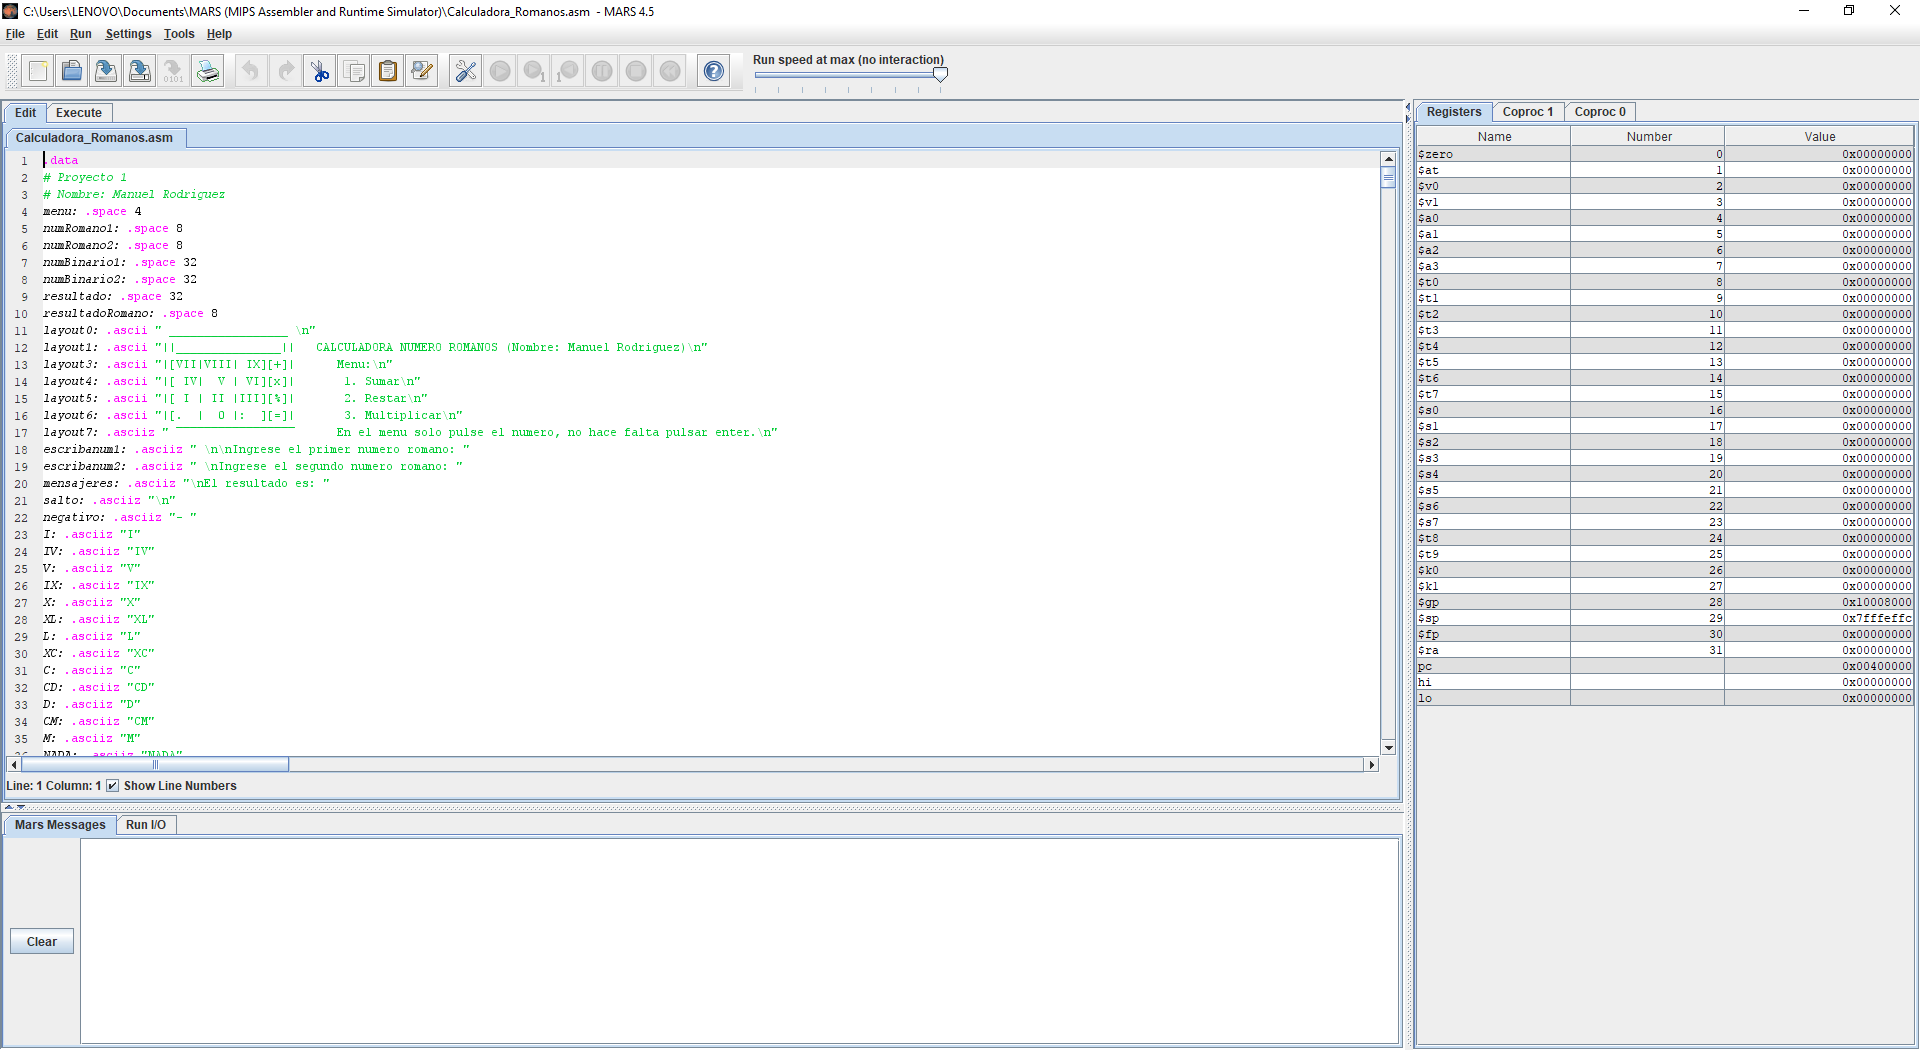 C:\Users\LENOVO\Documents\MARS (MIPS Assembler and Runtime Simulator)\Calculadora_Romanos.asm - MARS 4.5
File Edit Run Settings Tools Help
Run speed at max (no interaction)
Edit Execute
Calculadora_Romanos.asm
1 .data
2 # Proyecto 1
3 # Nombre: Manuel Rodriguez
4 menu: .space 4
5 numRomano1: .space 8
6 numRomano2: .space 8
7 numBinario1: .space 32
8 numBinario2: .space 32
9 resultado: .space 32
10 resultadoRomano: .space 8
11 layout0: .ascii " _________________ \n"
12 layout1: .ascii "||_______________||   CALCULADORA NUMERO ROMANOS (Nombre: Manuel Rodriguez)\n"
13 layout3: .ascii "|[VII|VIII| IX][+]|      Menu:\n"
14 layout4: .ascii "|[ IV|  V | VI][x]|       1. Sumar\n"
15 layout5: .ascii "|[ I | II |III][%]|       2. Restar\n"
16 layout6: .ascii "|[.  |  0 |:  ][=]|       3. Multiplicar\n"
17 layout7: .asciiz " ‾‾‾‾‾‾‾‾‾‾‾‾‾‾‾‾‾      En el menu solo pulse el numero, no hace falta pulsar enter.\n"
18 escribanum1: .asciiz " \n\nIngrese el primer numero romano: "
19 escribanum2: .asciiz " \nIngrese el segundo numero romano: "
20 mensajeres: .asciiz "\nEl resultado es: "
21 salto: .asciiz "\n"
22 negativo: .asciiz "- "
23 I: .asciiz "I"
24 IV: .asciiz "IV"
25 V: .asciiz "V"
26 IX: .asciiz "IX"
27 X: .asciiz "X"
28 XL: .asciiz "XL"
29 L: .asciiz "L"
30 XC: .asciiz "XC"
31 C: .asciiz "C"
32 CD: .asciiz "CD"
33 D: .asciiz "D"
34 CM: .asciiz "CM"
35 M: .asciiz "M"
36 NADA: .asciiz "NADA"
Line: 1 Column: 1 Show Line Numbers
Mars Messages Run I/O
Clear
Registers Coproc 1 Coproc 0
Name Number Value
$zero 0 0x00000000
$at 1 0x00000000
$v0 2 0x00000000
$v1 3 0x00000000
$a0 4 0x00000000
$a1 5 0x00000000
$a2 6 0x00000000
$a3 7 0x00000000
$t0 8 0x00000000
$t1 9 0x00000000
$t2 10 0x00000000
$t3 11 0x00000000
$t4 12 0x00000000
$t5 13 0x00000000
$t6 14 0x00000000
$t7 15 0x00000000
$s0 16 0x00000000
$s1 17 0x00000000
$s2 18 0x00000000
$s3 19 0x00000000
$s4 20 0x00000000
$s5 21 0x00000000
$s6 22 0x00000000
$s7 23 0x00000000
$t8 24 0x00000000
$t9 25 0x00000000
$k0 26 0x00000000
$k1 27 0x00000000
$gp 28 0x10008000
$sp 29 0x7fffeffc
$fp 30 0x00000000
$ra 31 0x00000000
pc 0x00400000
hi 0x00000000
lo 0x00000000